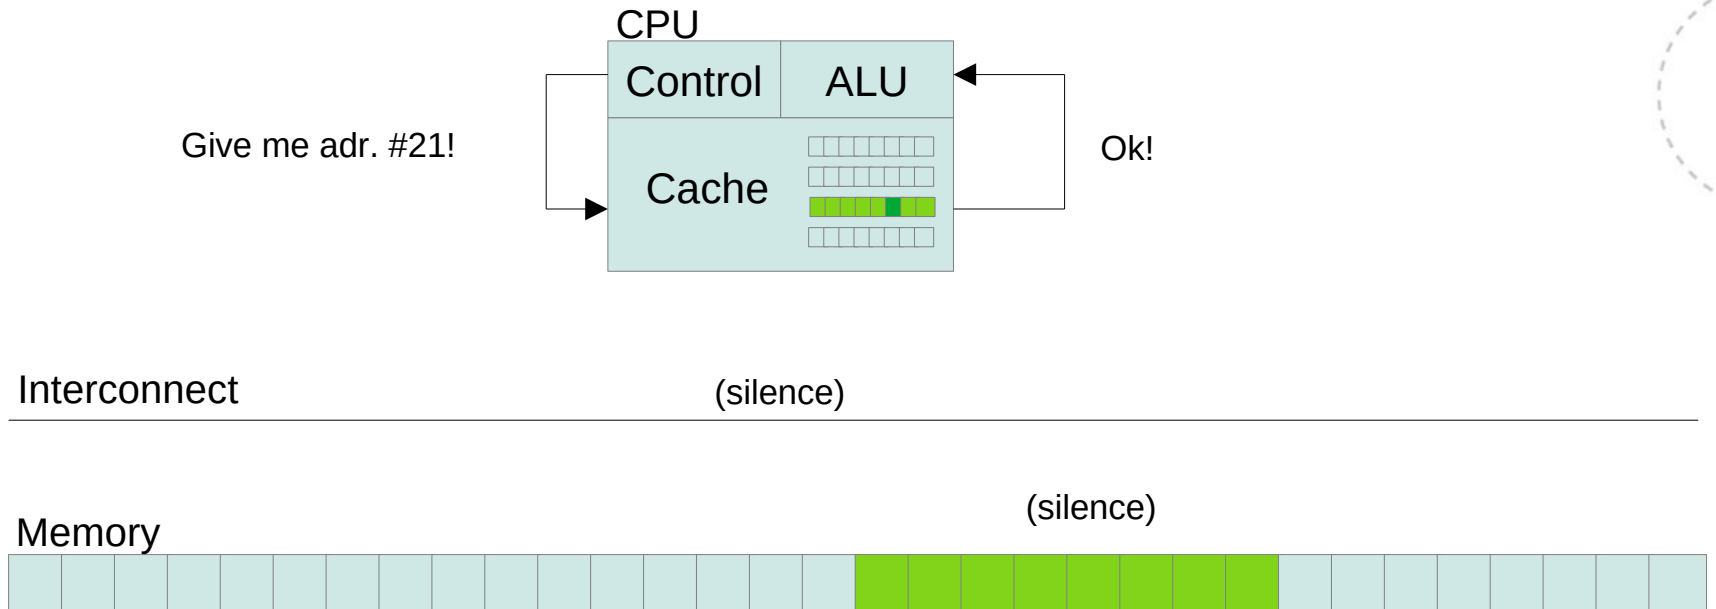 CPU
Control
ALU
Give me adr. #21!
Ok!
Cache
Interconnect
(silence)
(silence)
Memory